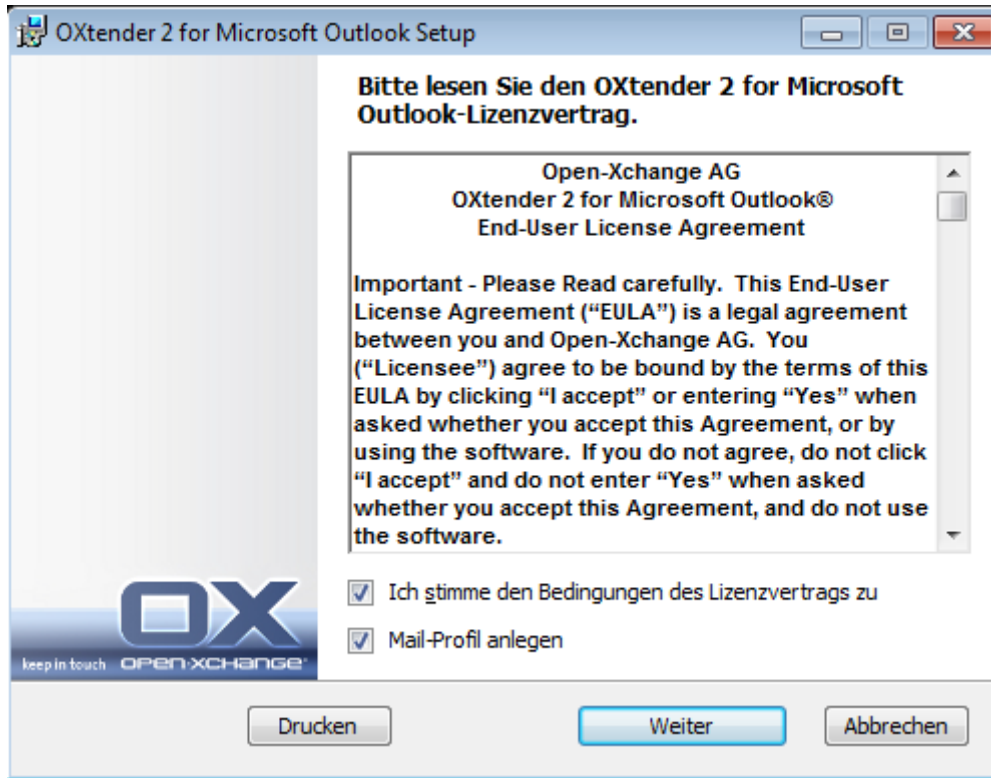 OXtender 2 for Microsoft Outlook Setup
Bitte lesen Sie den OXtender 2 for Microsoft
Outlook-Lizenzvertrag.
Open-Xchange AG
OXtender 2 for Microsoft Outlook®
End-User License Agreement
Important - Please Read carefully.  This End-User
License Agreement (“EULA”) is a legal agreement
between you and Open-Xchange AG.  You
(“Licensee”) agree to be bound by the terms of this
EULA by clicking “I accept” or entering “Yes” when
asked whether you accept this Agreement, or by
using the software.  If you do not agree, do not click
“I accept” and do not enter “Yes” when asked
whether you accept this Agreement, and do not use
the software.
Ich stimme den Bedingungen des Lizenzvertrags zu
Mail-Profil anlegen
OX
keep in touch OPEN-XCHANGE
Drucken
Weiter
Abbrechen